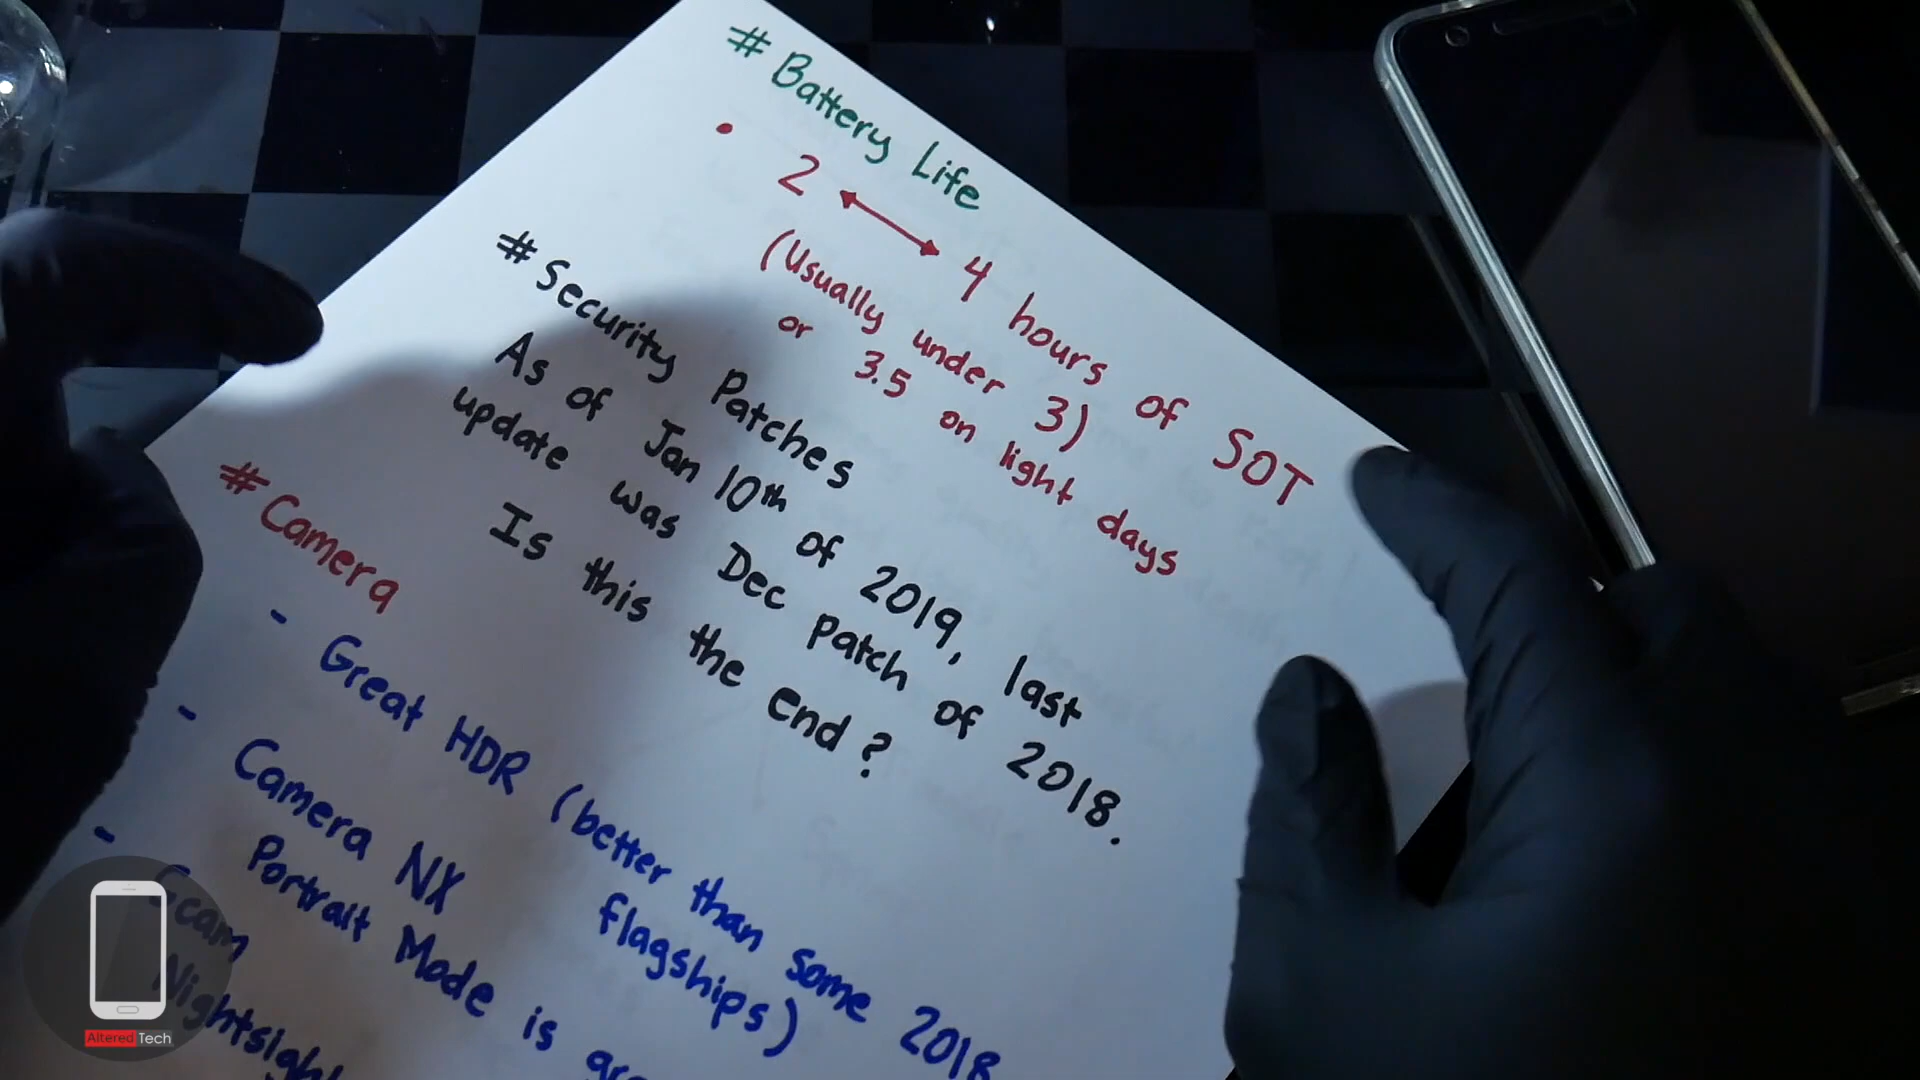 # Battery Life
• 2 ↔ 4 hours of SOT
(Usually under 3)
or 3.5 on light days
# Security Patches
As of Jan 10th of 2019, last
update was Dec patch of 2018.
Is this the end?
# Camera
- Great HDR (better than some 2018
flagships)
- Camera NX
Portrait Mode is
- Gcam
Nightsight
Altered Tech